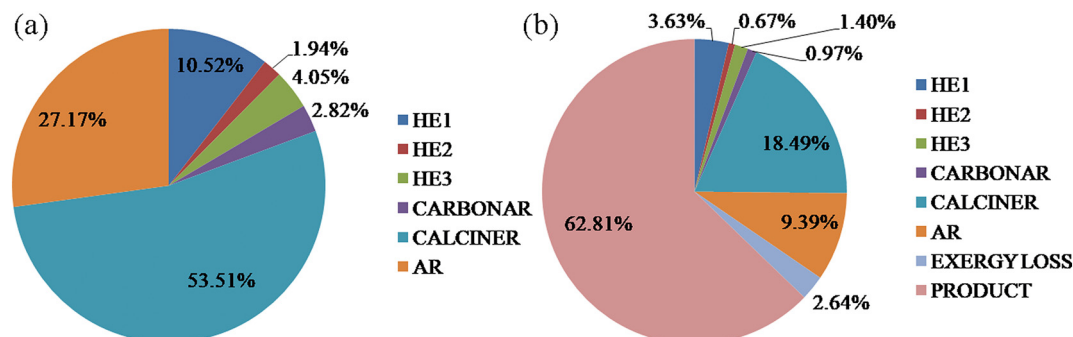 (a)
10.52%
1.94%
4.05%
2.82%
53.51%
27.17%
HE1
HE2
HE3
CARBONAR
CALCINER
AR
(b)
3.63%
0.67%
1.40%
0.97%
18.49%
9.39%
2.64%
62.81%
HE1
HE2
HE3
CARBONAR
CALCINER
AR
EXERGY LOSS
PRODUCT